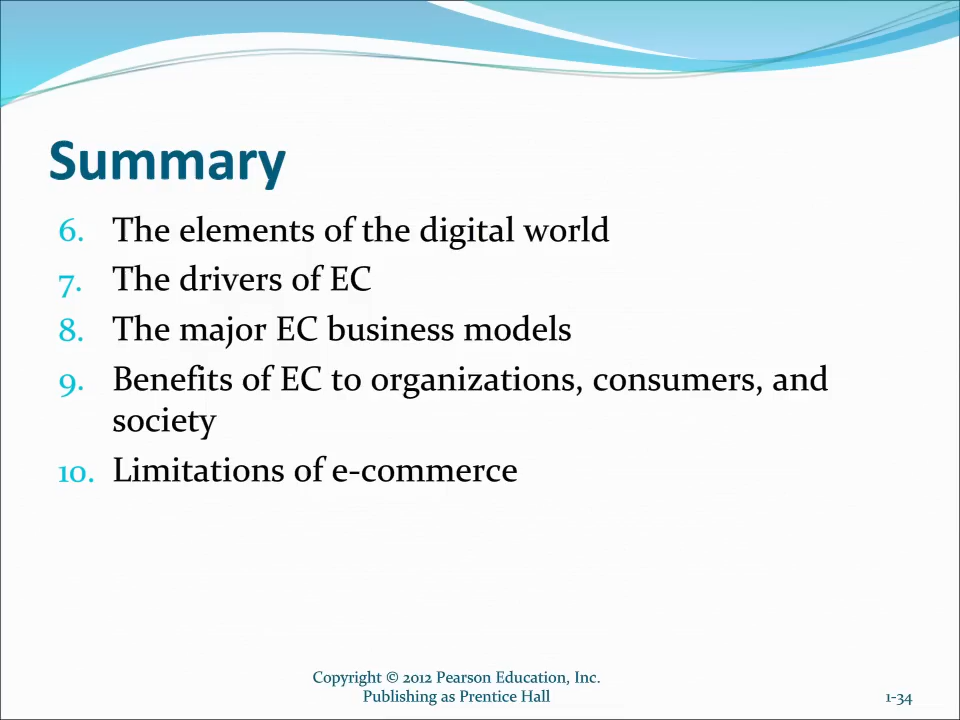 Summary
6. The elements of the digital world
7. The drivers of EC
8. The major EC business models
9. Benefits of EC to organizations, consumers, and
society
10. Limitations of e-commerce
Copyright © 2012 Pearson Education, Inc.
Publishing as Prentice Hall
1-34